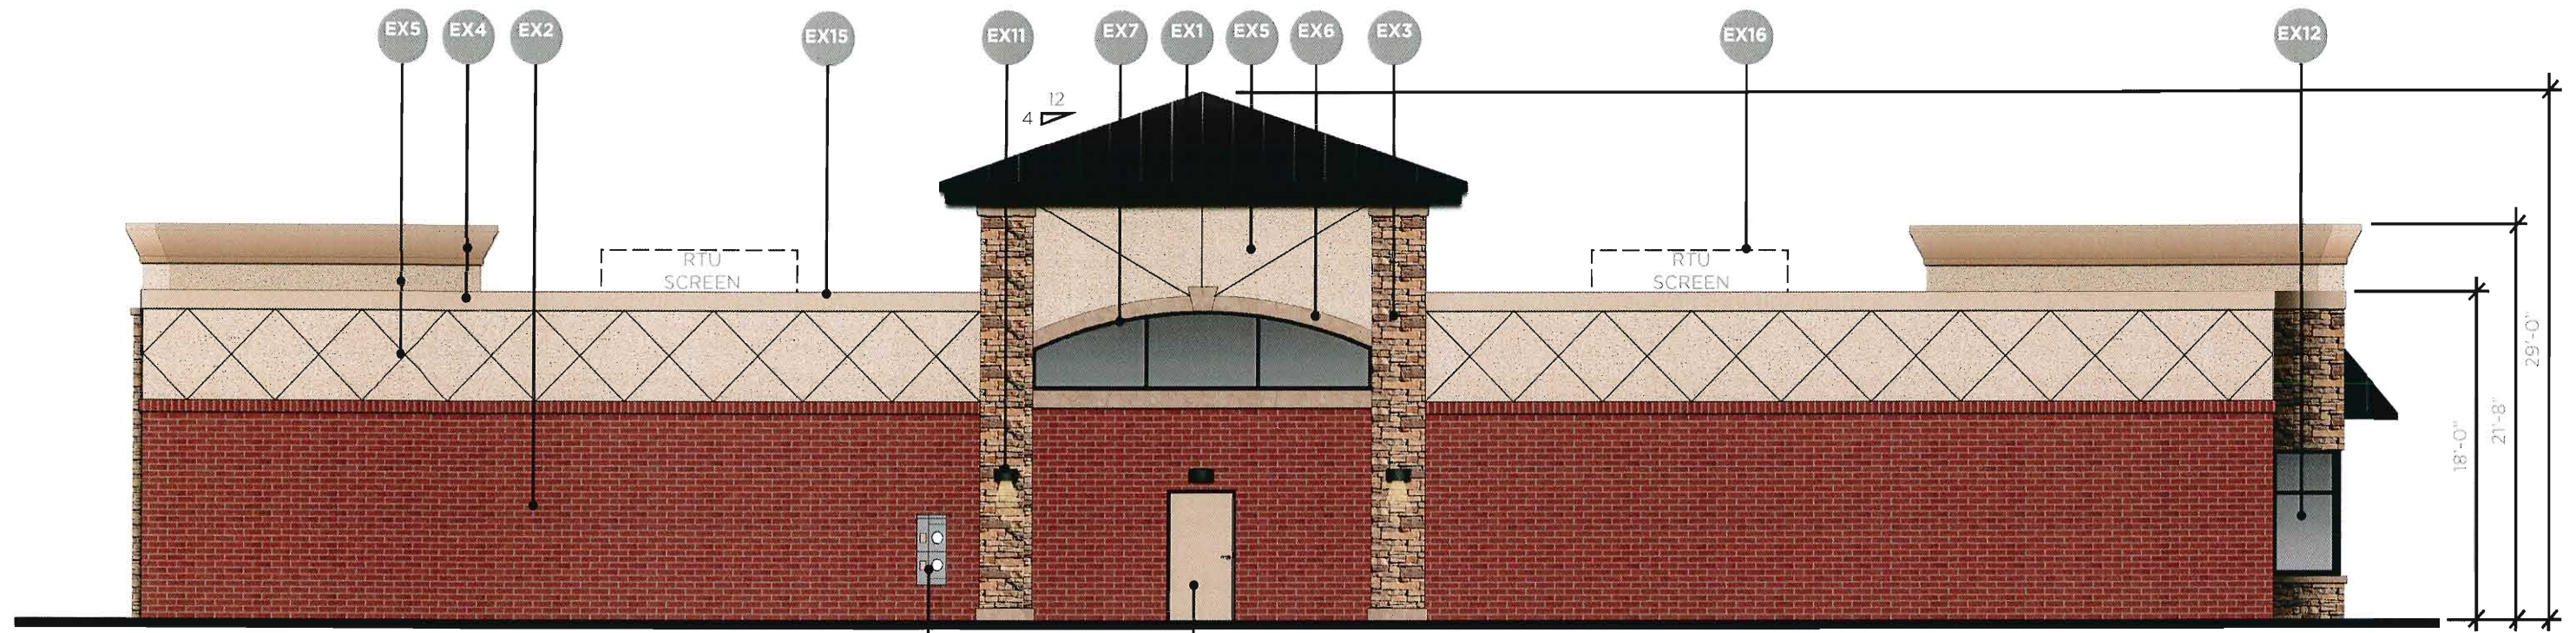 EX5 EX4 EX2 EX15 EX11 EX7 EX1 EX5 EX6 EX3 EX16 EX12
12
4
RTU
SCREEN
RTU
SCREEN
18'-0"
21'-8"
29'-0"